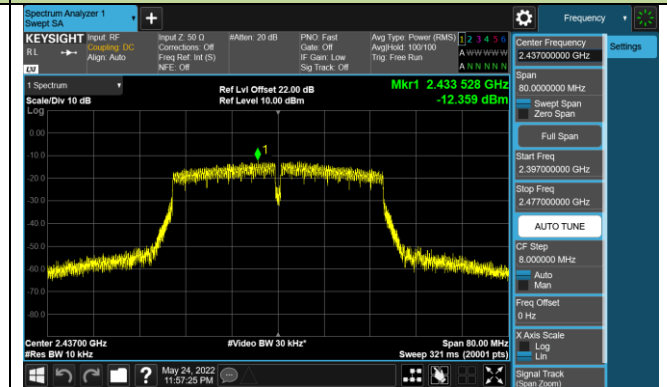 Spectrum Analyzer 1
Swept SA
+
Frequency
KEYSIGHT
RL
LXI
Input: RF
Coupling: DC
Align: Auto
Input Z: 50 Ω
Corrections: Off
Freq Ref: Int (S)
NFE: Off
#Atten: 20 dB
PNO: Fast
Gate: Off
IF Gain: Low
Sig Track: Off
Avg Type: Power (RMS)
Avg|Hold: 100/100
Trig: Free Run
1 2 3 4 5 6
A W W W W W
A N N N N N
Center Frequency
2.437000000 GHz
Settings
Span
80.0000000 MHz
Swept Span
Zero Span
Full Span
Start Freq
2.397000000 GHz
Stop Freq
2.477000000 GHz
AUTO TUNE
CF Step
8.000000 MHz
Auto
Man
Freq Offset
0 Hz
X Axis Scale
Log
Lin
Signal Track
(Span Zoom)
1 Spectrum
Scale/Div 10 dB
Log
Ref Lvl Offset 22.00 dB
Ref Level 10.00 dBm
Mkr1 2.433 528 GHz
-12.359 dBm
0.00
-10.0
1
-20.0
-30.0
-40.0
-50.0
-60.0
-70.0
-80.0
Center 2.43700 GHz
#Res BW 10 kHz
#Video BW 30 kHz*
Span 80.00 MHz
Sweep 321 ms (20001 pts)
?
May 24, 2022
11:57:25 PM